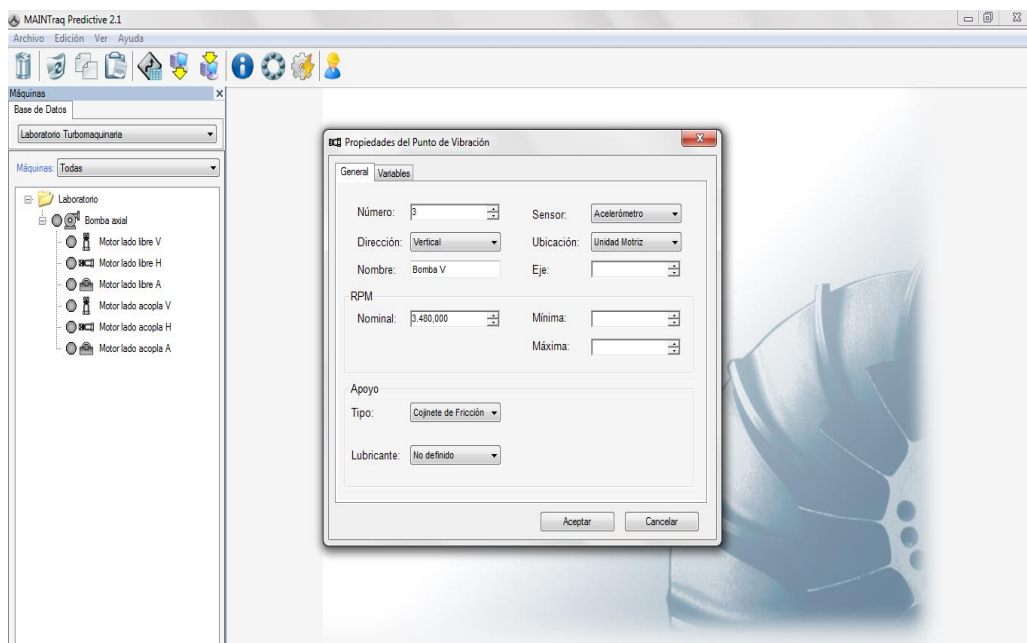 MAINTraq Predictive 2.1
Archivo Edición Ver Ayuda
Máquinas
Base de Datos
Laboratorio Turbomaquinaria
Máquinas: Todas
Laboratorio
Bomba axial
Motor lado libre V
Motor lado libre H
Motor lado libre A
Motor lado acopla V
Motor lado acopla H
Motor lado acopla A
Propiedades del Punto de Vibración
General Variables
Número: 3 Sensor: Acelerómetro
Dirección: Vertical Ubicación: Unidad Motriz
Nombre: Bomba V Eje:
RPM
Nominal: 3.480,000 Mínima:
Máxima:
Apoyo
Tipo: Cojinete de Fricción
Lubricante: No definido
Aceptar Cancelar